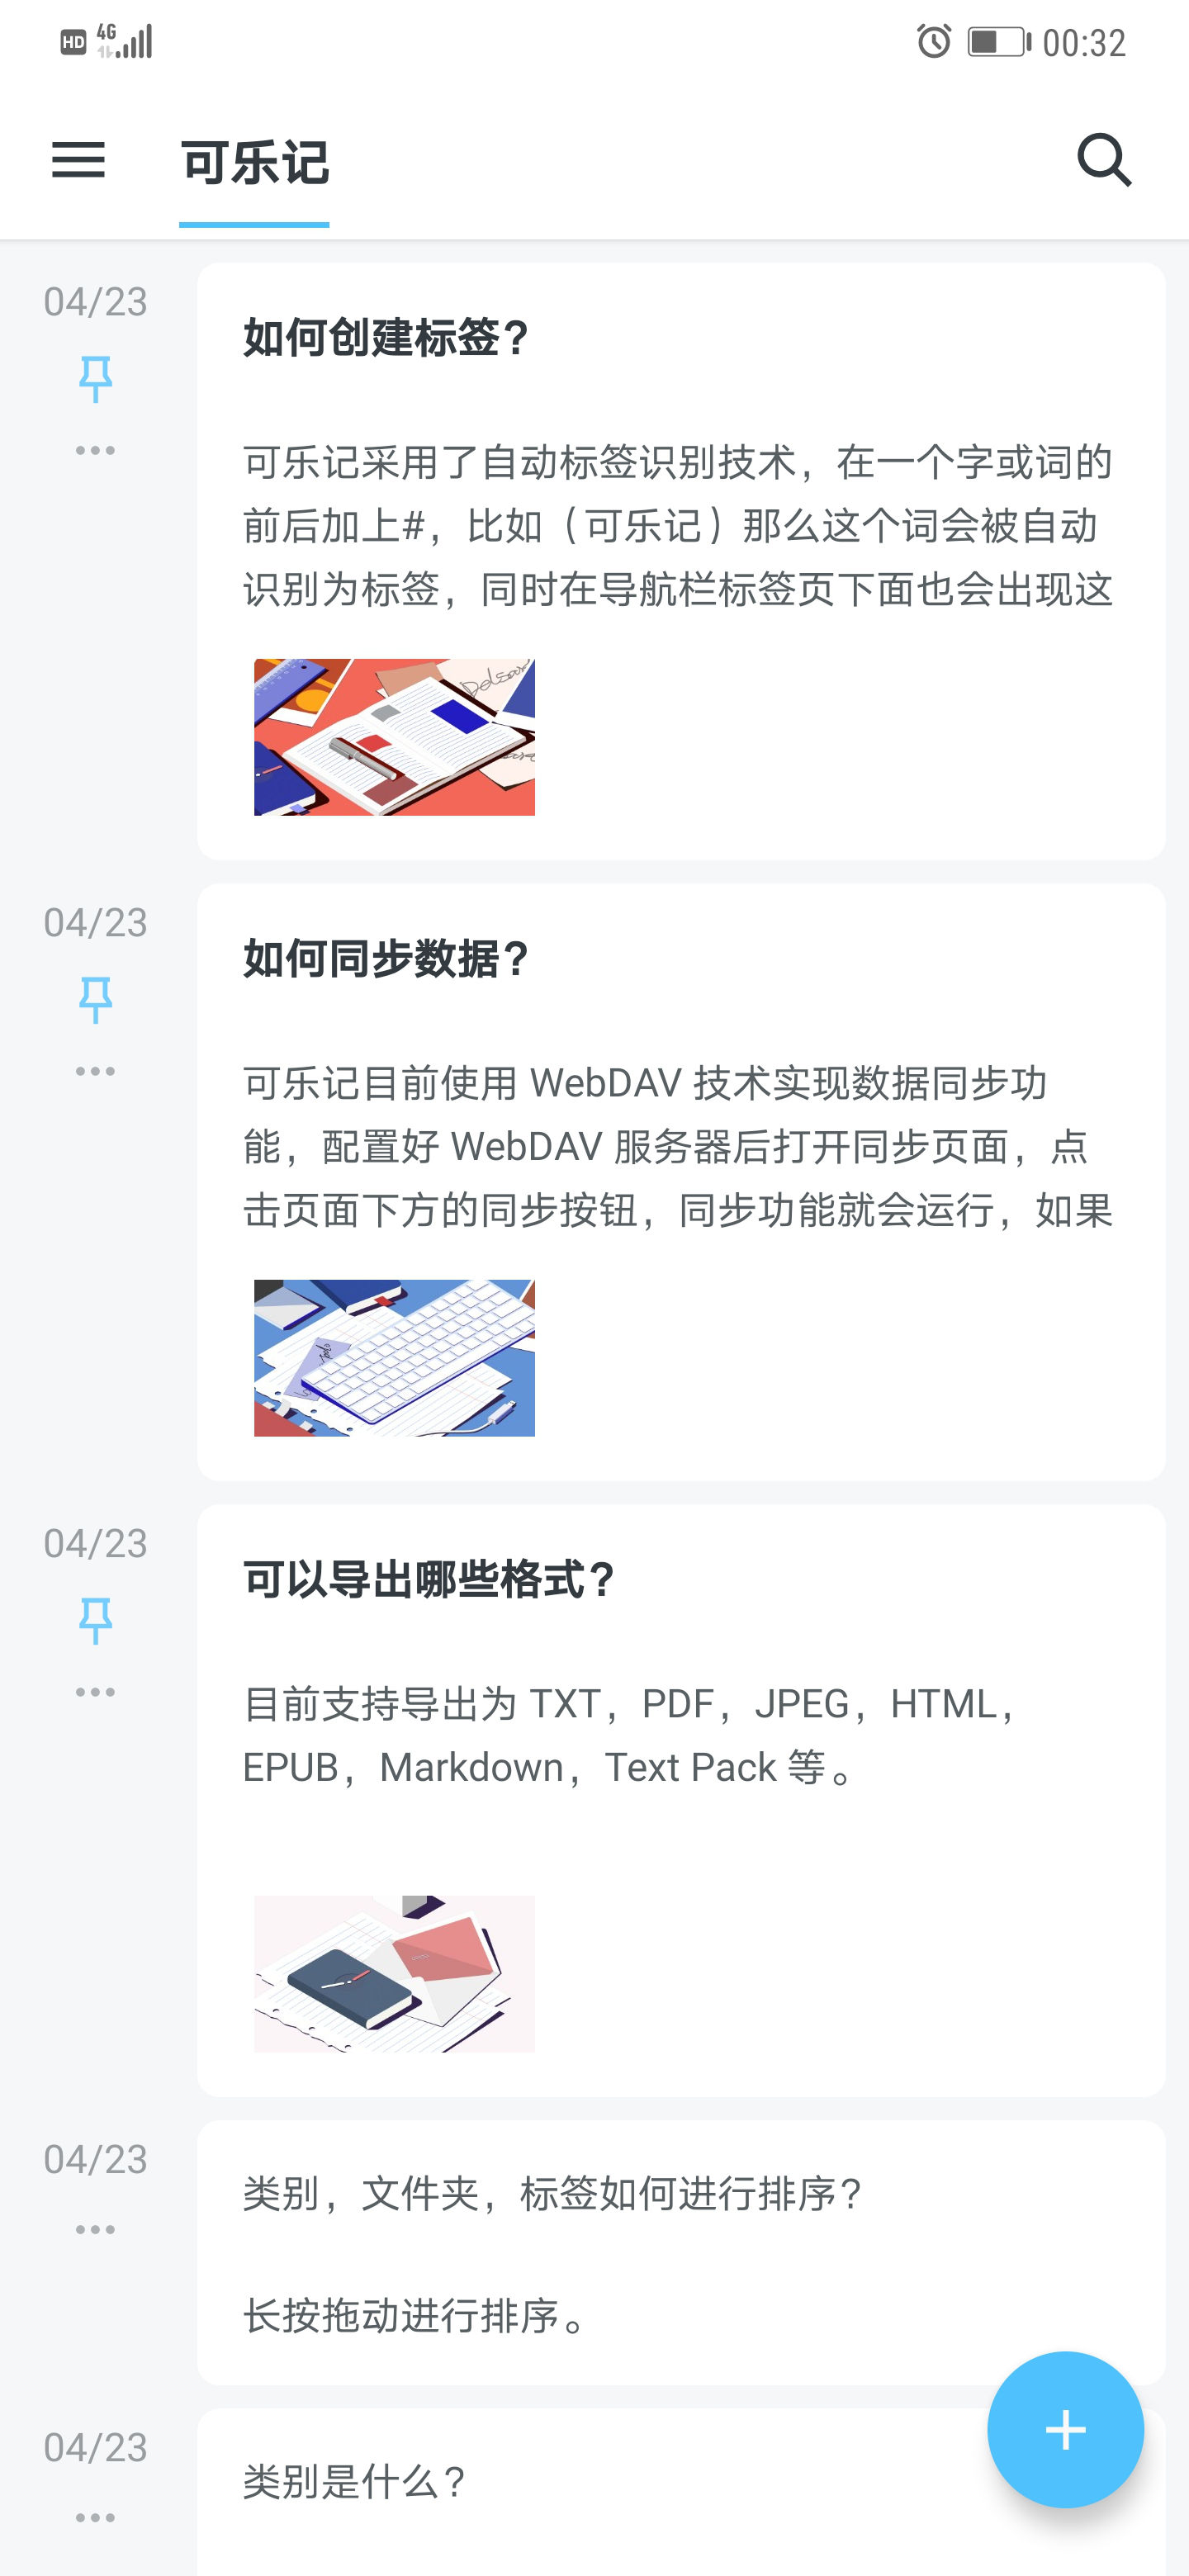 HD 4G 00:32
可乐记
04/23
如何创建标签？
可乐记采用了自动标签识别技术，在一个字或词的
前后加上#，比如（可乐记）那么这个词会被自动
识别为标签，同时在导航栏标签页下面也会出现这
04/23
如何同步数据？
可乐记目前使用 WebDAV 技术实现数据同步功
能，配置好 WebDAV 服务器后打开同步页面，点
击页面下方的同步按钮，同步功能就会运行，如果
04/23
可以导出哪些格式？
目前支持导出为 TXT，PDF，JPEG，HTML，
EPUB，Markdown，Text Pack 等。
04/23
类别，文件夹，标签如何进行排序？
长按拖动进行排序。
04/23
类别是什么？